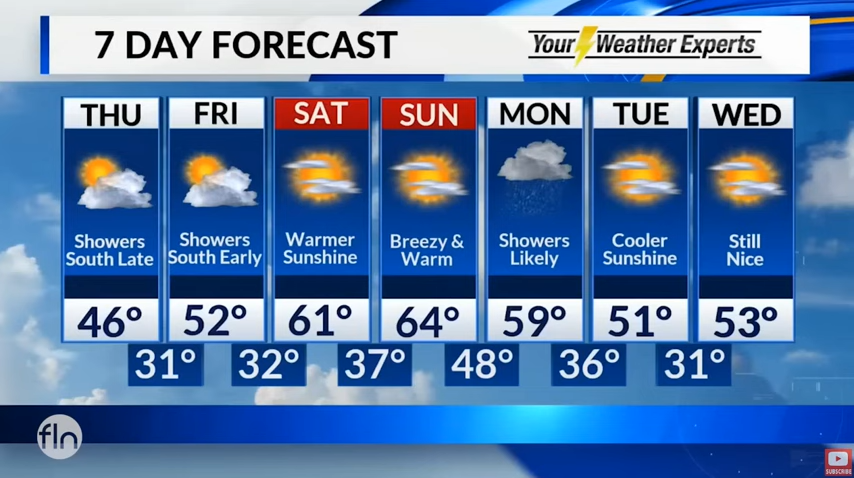 7 DAY FORECAST
Your Weather Experts
THU FRI SAT SUN MON TUE WED
Showers South Late
Showers South Early
Warmer Sunshine
Breezy & Warm
Showers Likely
Cooler Sunshine
Still Nice
46° 52° 61° 64° 59° 51° 53°
31° 32° 37° 48° 36° 31°
fln
SUBSCRIBE